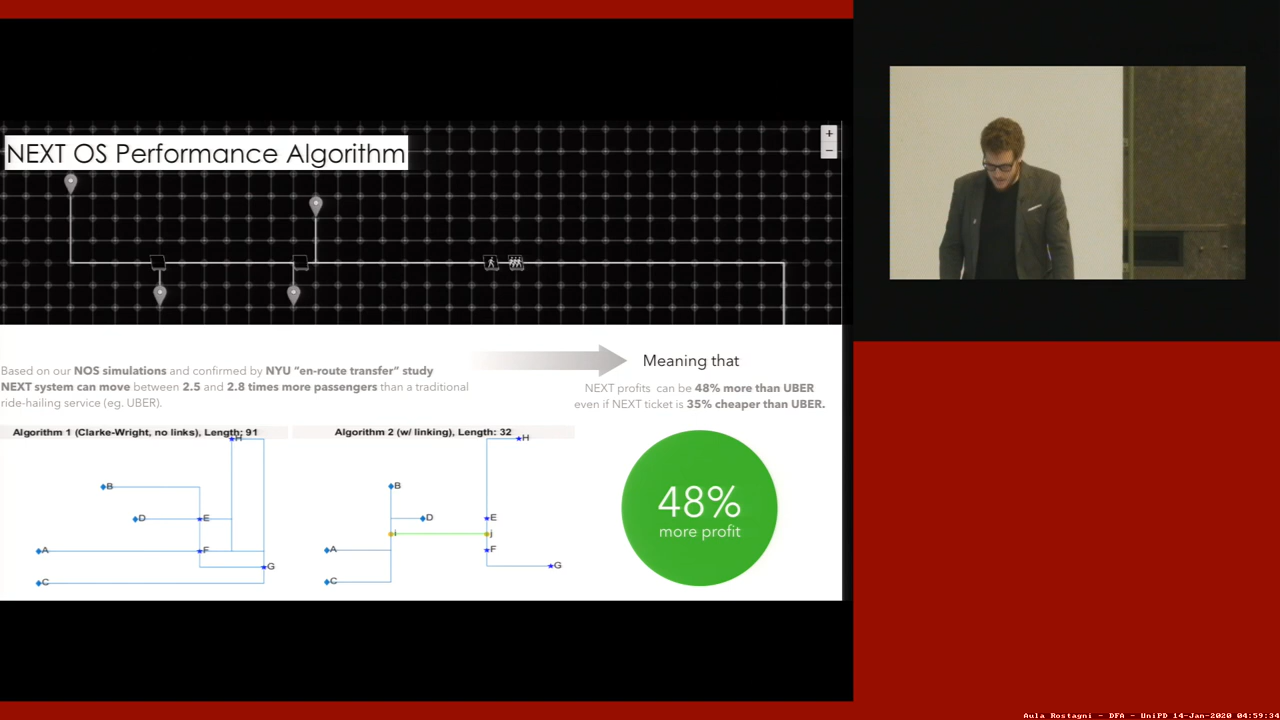 NEXT OS Performance Algorithm
+
−
Based on our NOS simulations and confirmed by NYU "en-route transfer" study
NEXT system can move between 2.5 and 2.8 times more passengers than a traditional
ride-hailing service (eg. UBER).
Meaning that
NEXT profits can be 48% more than UBER
even if NEXT ticket is 35% cheaper than UBER.
Algorithm 1 (Clarke-Wright, no links), Length: 91
H
B
D
E
A
F
G
C
Algorithm 2 (w/ linking), Length: 32
H
B
D
E
i
j
A
F
G
C
48%
more profit
Aula Rostagni - DFA - UniPD 14-Jan-2020 04:59:34